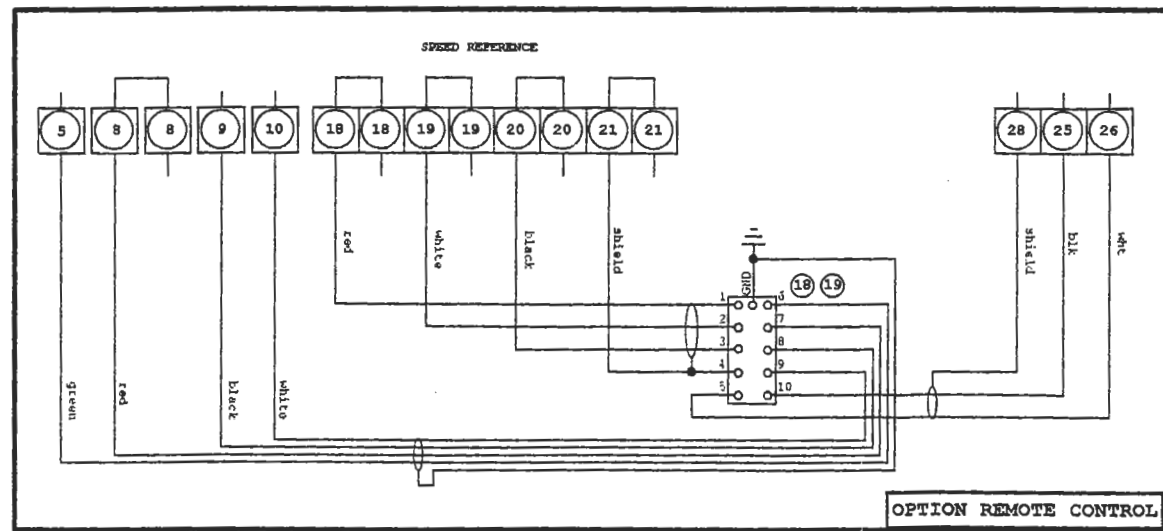 SPEED REFERENCE
5 8 8 9 10 18 18 19 19 20 20 21 21 28 25 26
red
white
black
shield
shield
blk
wht
GND
18 19
1 6
2 7
3 8
4 9
5 10
green
red
black
white
OPTION REMOTE CONTROL